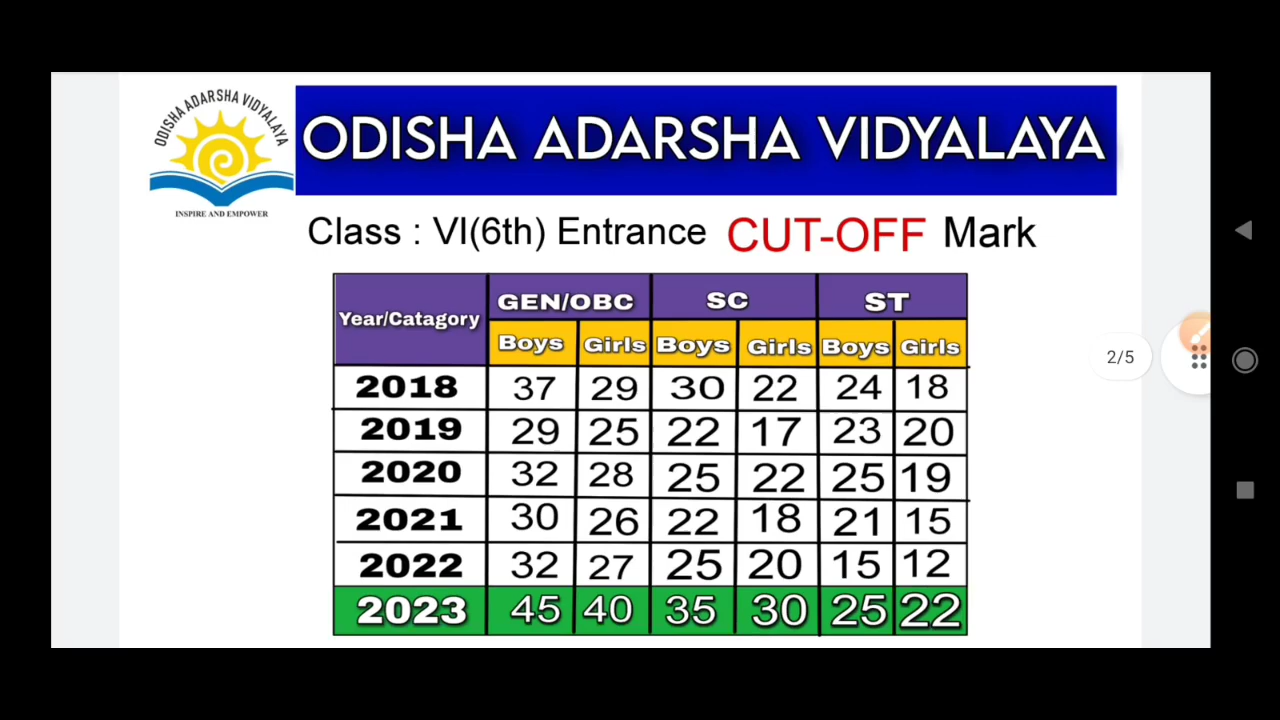 ODISHA ADARSHA VIDYALAYA
INSPIRE AND EMPOWER
ODISHA ADARSHA VIDYALAYA
Class : VI(6th) Entrance CUT-OFF Mark
Year/Catagory GEN/OBC SC ST
Boys Girls Boys Girls Boys Girls
2018 37 29 30 22 24 18
2019 29 25 22 17 23 20
2020 32 28 25 22 25 19
2021 30 26 22 18 21 15
2022 32 27 25 20 15 12
2023 45 40 35 30 25 22
2/5